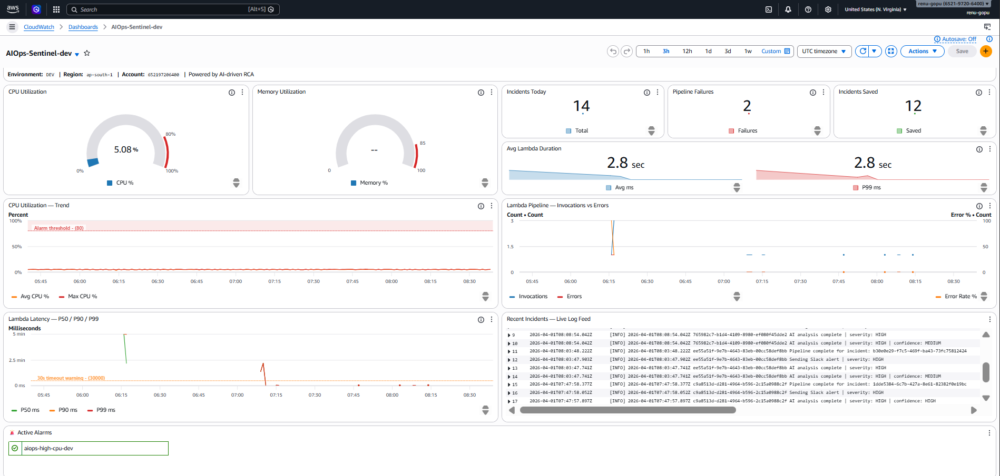 aws
Search
[Alt+S]
United States (N. Virginia)
renu-gopu (6521-9720-6400)
renu-gopu
CloudWatch
Dashboards
AIOps-Sentinel-dev
Autosave: Off
AIOps-Sentinel-dev
1h 3h 12h 1d 3d 1w Custom
UTC timezone
Actions
Save
Environment: DEV | Region: ap-south-1 | Account: 652197206400 | Powered by AI-driven RCA
CPU Utilization
5.08 %
0%
80%
100%
CPU %
Memory Utilization
--
0
85
100
Memory %
Incidents Today
14
Total
Pipeline Failures
2
Failures
Incidents Saved
12
Saved
Avg Lambda Duration
2.8 sec
Avg ms
2.8 sec
P99 ms
CPU Utilization — Trend
Percent
100%
Alarm threshold - (80)
50%
0%
05:45 06:00 06:15 06:30 06:45 07:00 07:15 07:30 07:45 08:00 08:15 08:30
Avg CPU % Max CPU %
Lambda Pipeline — Invocations vs Errors
Count • Count Error % • Count
3 100
1.5 50
0 0
05:45 06:00 06:15 06:30 06:45 07:00 07:15 07:30 07:45 08:00 08:15 08:30
Invocations Errors Error Rate %
Lambda Latency — P50 / P90 / P99
Milliseconds
5 min
2.5 min
30s timeout warning - (30000)
0 ms
05:45 06:00 06:15 06:30 06:45 07:00 07:15 07:30 07:45 08:00 08:15 08:30
P50 ms P90 ms P99 ms
Recent Incidents — Live Log Feed
9 2026-04-01T08:08:54.042Z [INFO] 2026-04-01T08:08:54.042Z 765982c7-b1d4-4109-8980-ef080f45dde2 AI analysis complete | severity: HIGH
10 2026-04-01T08:08:54.042Z [INFO] 2026-04-01T08:08:54.042Z 765982c7-b1d4-4109-8980-ef080f45dde2 AI analysis complete | severity: HIGH | confidence: MEDIUM
11 2026-04-01T08:03:48.222Z [INFO] 2026-04-01T08:03:48.222Z ee55a51f-9e7b-4643-83eb-00cc58def8bb Pipeline complete for incident: b30e0e29-f7c5-469f-ba43-73fc75812424
12 2026-04-01T08:03:47.903Z [INFO] 2026-04-01T08:03:47.902Z ee55a51f-9e7b-4643-83eb-00cc58def8bb Sending Slack alert | severity: HIGH
13 2026-04-01T08:03:47.741Z [INFO] 2026-04-01T08:03:47.741Z ee55a51f-9e7b-4643-83eb-00cc58def8bb AI analysis complete | severity: HIGH
14 2026-04-01T08:03:47.741Z [INFO] 2026-04-01T08:03:47.741Z ee55a51f-9e7b-4643-83eb-00cc58def8bb AI analysis complete | severity: HIGH | confidence: MEDIUM
15 2026-04-01T07:47:58.377Z [INFO] 2026-04-01T07:47:58.377Z c9a8513d-d281-4964-b596-2c15a0988c2f Pipeline complete for incident: 1dde5384-6c7b-427a-8e61-82382f0e19bc
16 2026-04-01T07:47:58.052Z [INFO] 2026-04-01T07:47:58.052Z c9a8513d-d281-4964-b596-2c15a0988c2f Sending Slack alert | severity: HIGH
17 2026-04-01T07:47:57.897Z [INFO] 2026-04-01T07:47:57.897Z c9a8513d-d281-4964-b596-2c15a0988c2f AI analysis complete | severity: HIGH | confidence: HIGH
Active Alarms
aiops-high-cpu-dev